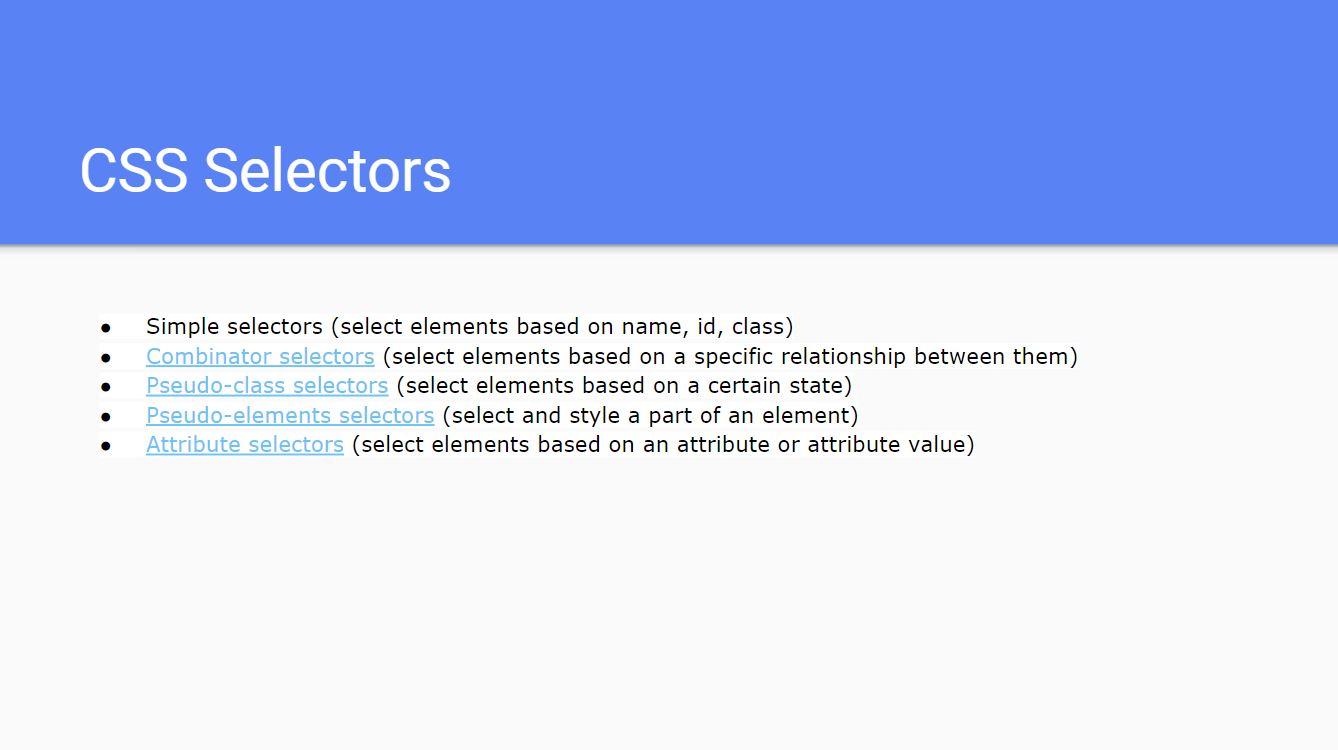 CSS Selectors
● Simple selectors (select elements based on name, id, class)
● Combinator selectors (select elements based on a specific relationship between them)
● Pseudo-class selectors (select elements based on a certain state)
● Pseudo-elements selectors (select and style a part of an element)
● Attribute selectors (select elements based on an attribute or attribute value)